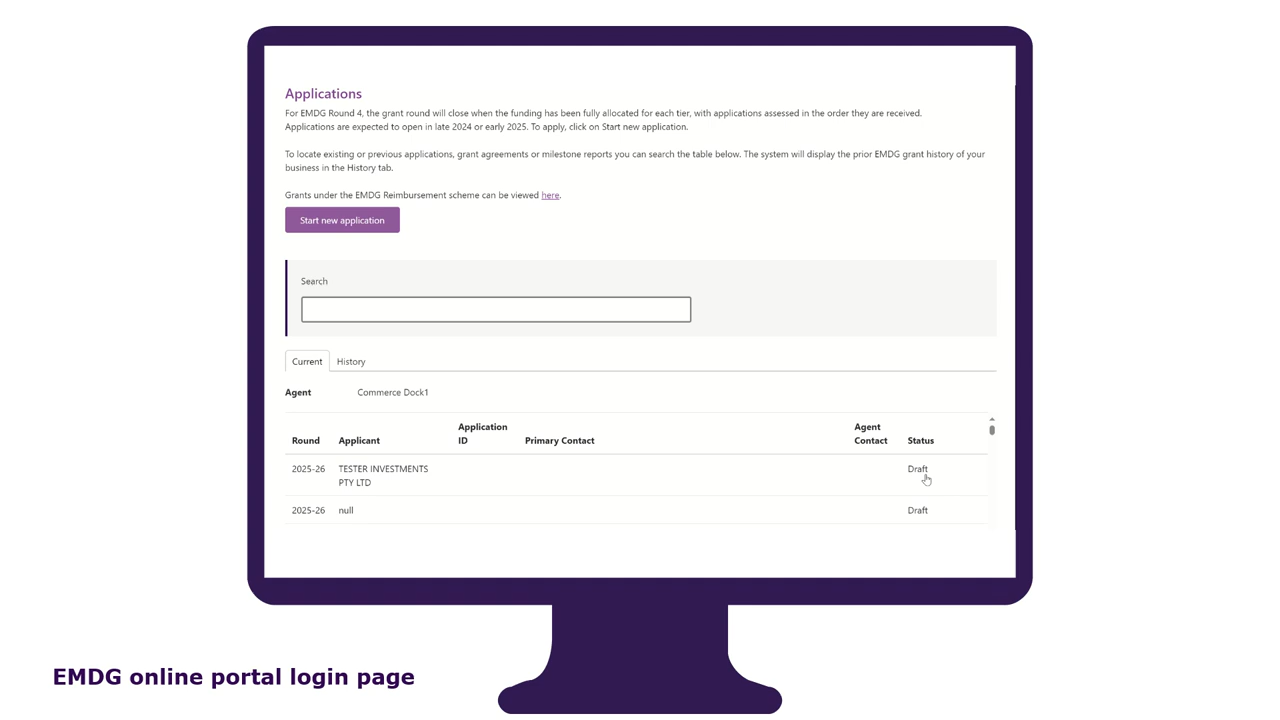 Applications
For EMDG Round 4, the grant round will close when the funding has been fully allocated for each tier, with applications assessed in the order they are received.
Applications are expected to open in late 2024 or early 2025. To apply, click on Start new application.
To locate existing or previous applications, grant agreements or milestone reports you can search the table below. The system will display the prior EMDG grant history of your
business in the History tab.
Grants under the EMDG Reimbursement scheme can be viewed here.
Start new application
Search
Current History
Agent Commerce Dock1
Round Applicant Application ID Primary Contact Agent Contact Status
2025-26 TESTER INVESTMENTS PTY LTD Draft
2025-26 null Draft
EMDG online portal login page